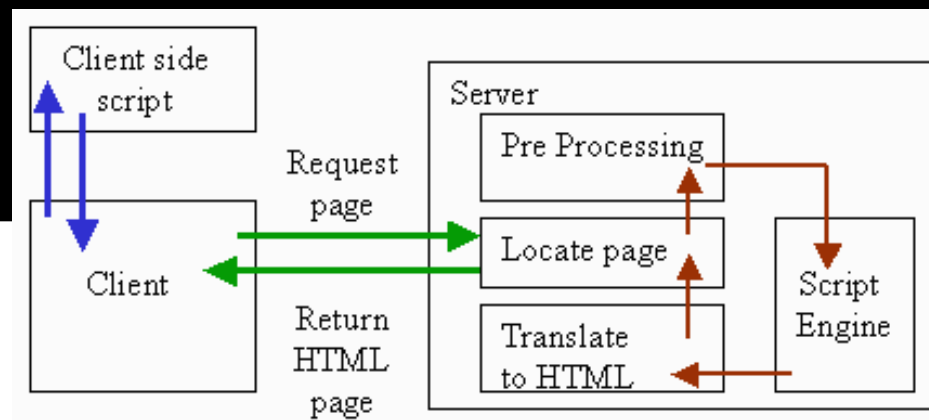 Client side
script
Client
Request
page
Return
HTML
page
Server
Pre Processing
Locate page
Translate
to HTML
Script
Engine